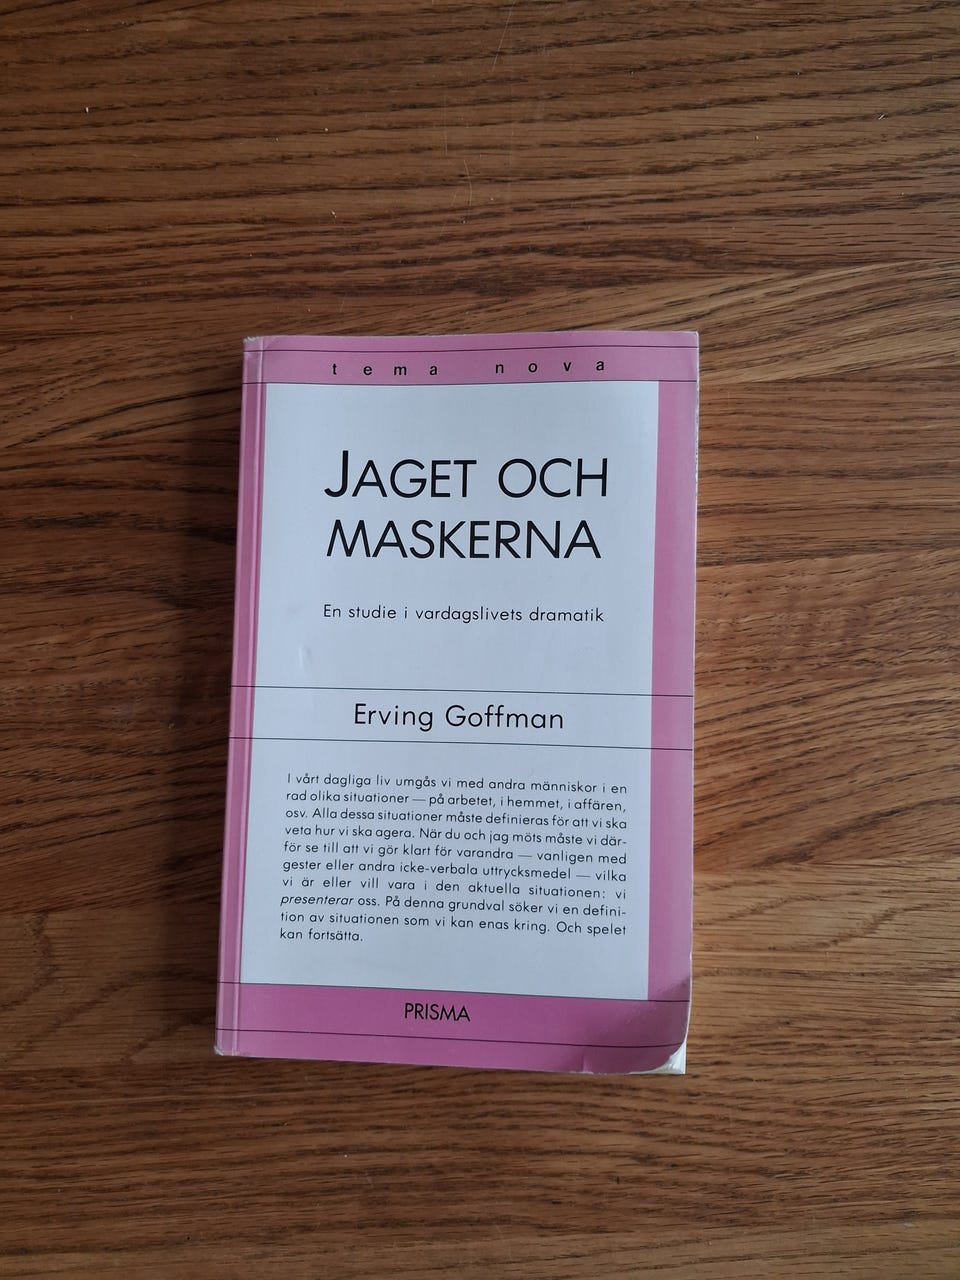 tema nova
JAGET OCH
MASKERNA
En studie i vardagslivets dramatik
Erving Goffman
I vårt dagliga liv umgås vi med andra människor i en
rad olika situationer — på arbetet, i hemmet, i affären,
osv. Alla dessa situationer måste definieras för att vi ska
veta hur vi ska agera. När du och jag möts måste vi där-
för se till att vi gör klart för varandra — vanligen med
gester eller andra icke-verbala uttrycksmedel — vilka
vi är eller vill vara i den aktuella situationen: vi
presenterar oss. På denna grundval söker vi en defini-
tion av situationen som vi kan enas kring. Och spelet
kan fortsätta.
PRISMA